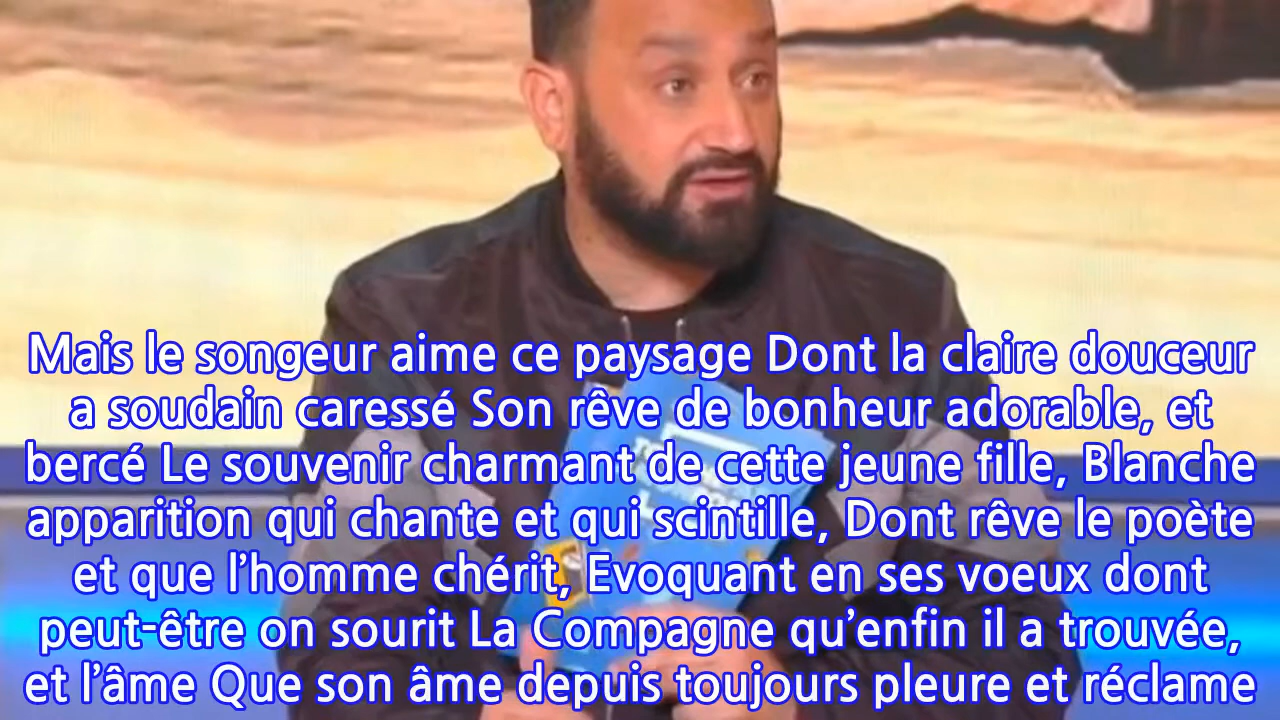 Mais le songeur aime ce paysage Dont la claire douceur
a soudain caressé Son rêve de bonheur adorable, et
bercé Le souvenir charmant de cette jeune fille, Blanche
apparition qui chante et qui scintille, Dont rêve le poète
et que l’homme chérit, Evoquant en ses voeux dont
peut-être on sourit La Compagne qu’enfin il a trouvée,
et l’âme Que son âme depuis toujours pleure et réclame